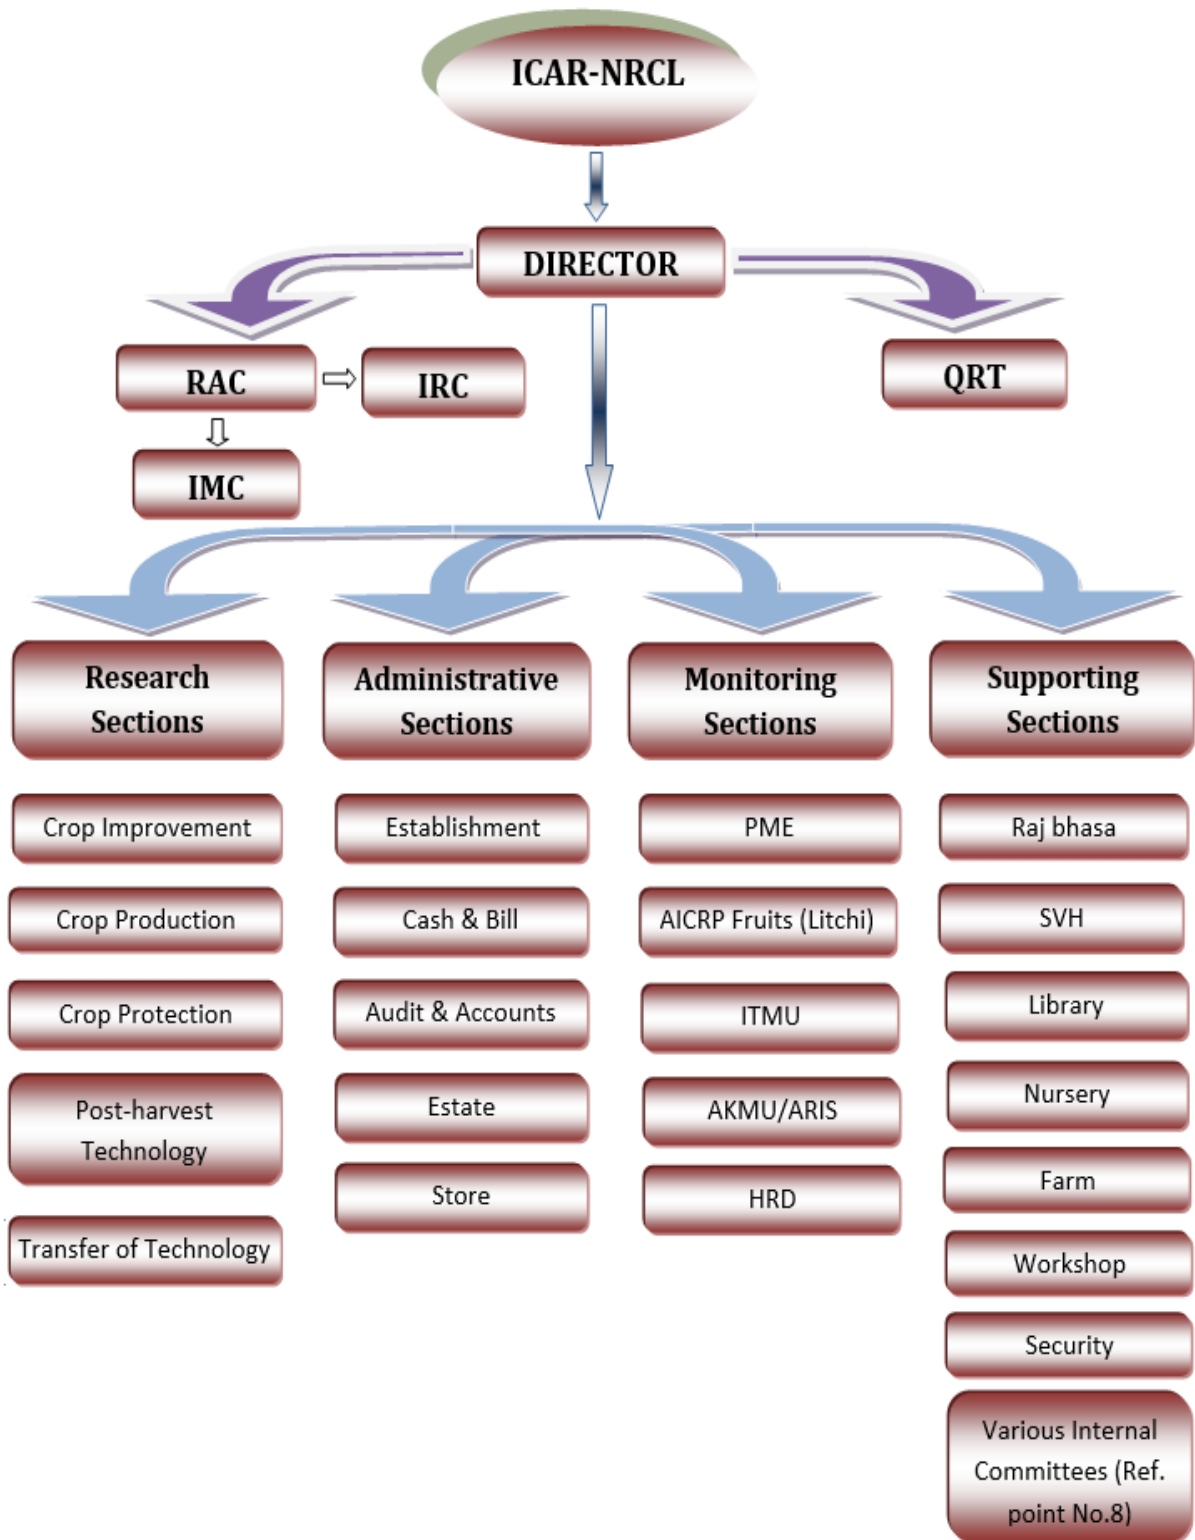 ICAR-NRCL
DIRECTOR
RAC
IRC
QRT
IMC
Research
Sections
Administrative
Sections
Monitoring
Sections
Supporting
Sections
Crop Improvement
Crop Production
Crop Protection
Post-harvest
Technology
Transfer of Technology
Establishment
Cash & Bill
Audit & Accounts
Estate
Store
PME
AICRP Fruits (Litchi)
ITMU
AKMU/ARIS
HRD
Raj bhasa
SVH
Library
Nursery
Farm
Workshop
Security
Various Internal
Committees (Ref.
point No.8)